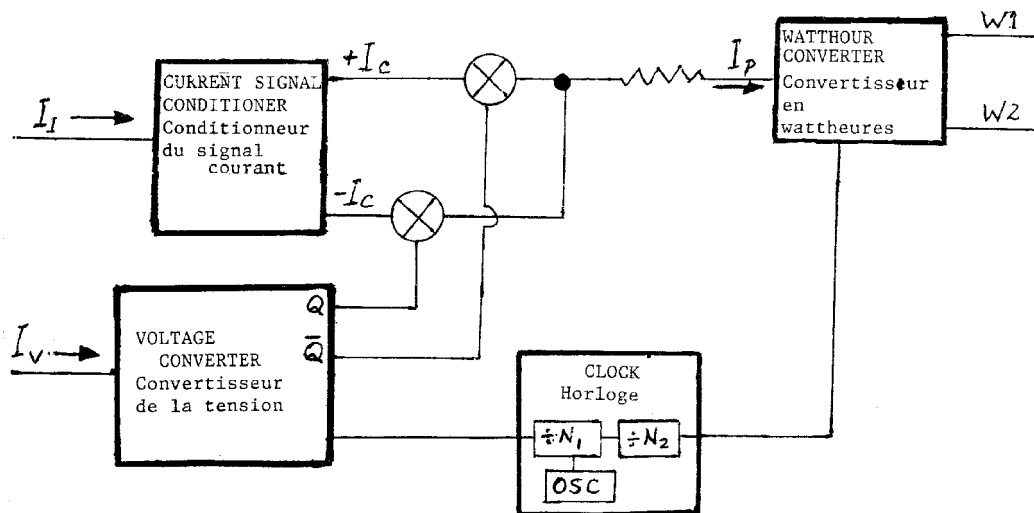 I₁
CURRENT SIGNAL
CONDITIONER
Conditionneur
du signal
courant
+Ic
-Ic
Ip
WATTHOUR
CONVERTER
Convertisseur
en
wattheures
W1
W2
Iv
VOLTAGE
CONVERTER
Convertisseur
de la tension
Q
Q̅
CLOCK
Horloge
÷N₁
÷N₂
OSC